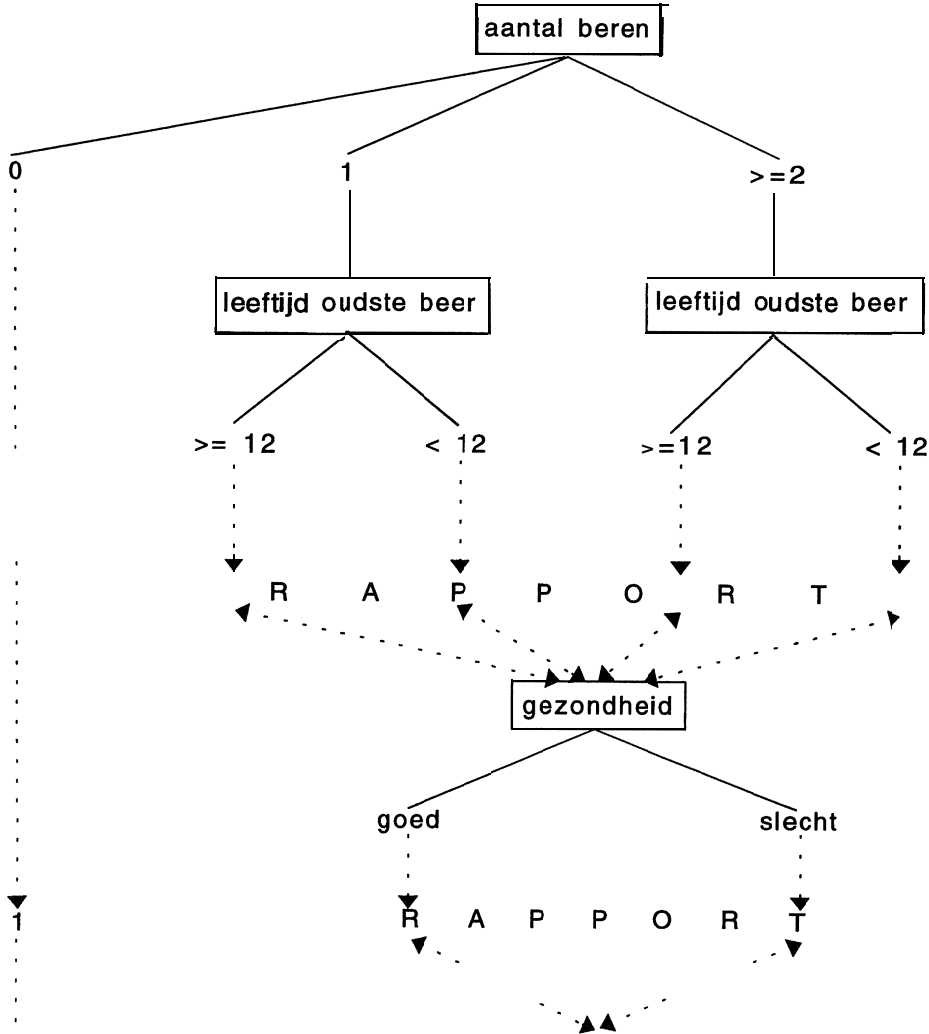 aantal beren
0 1 >=2
leeftijd oudste beer leeftijd oudste beer
>= 12 < 12 >=12 < 12
R A P P O R T
gezondheid
goed slecht
1 R A P P O R T